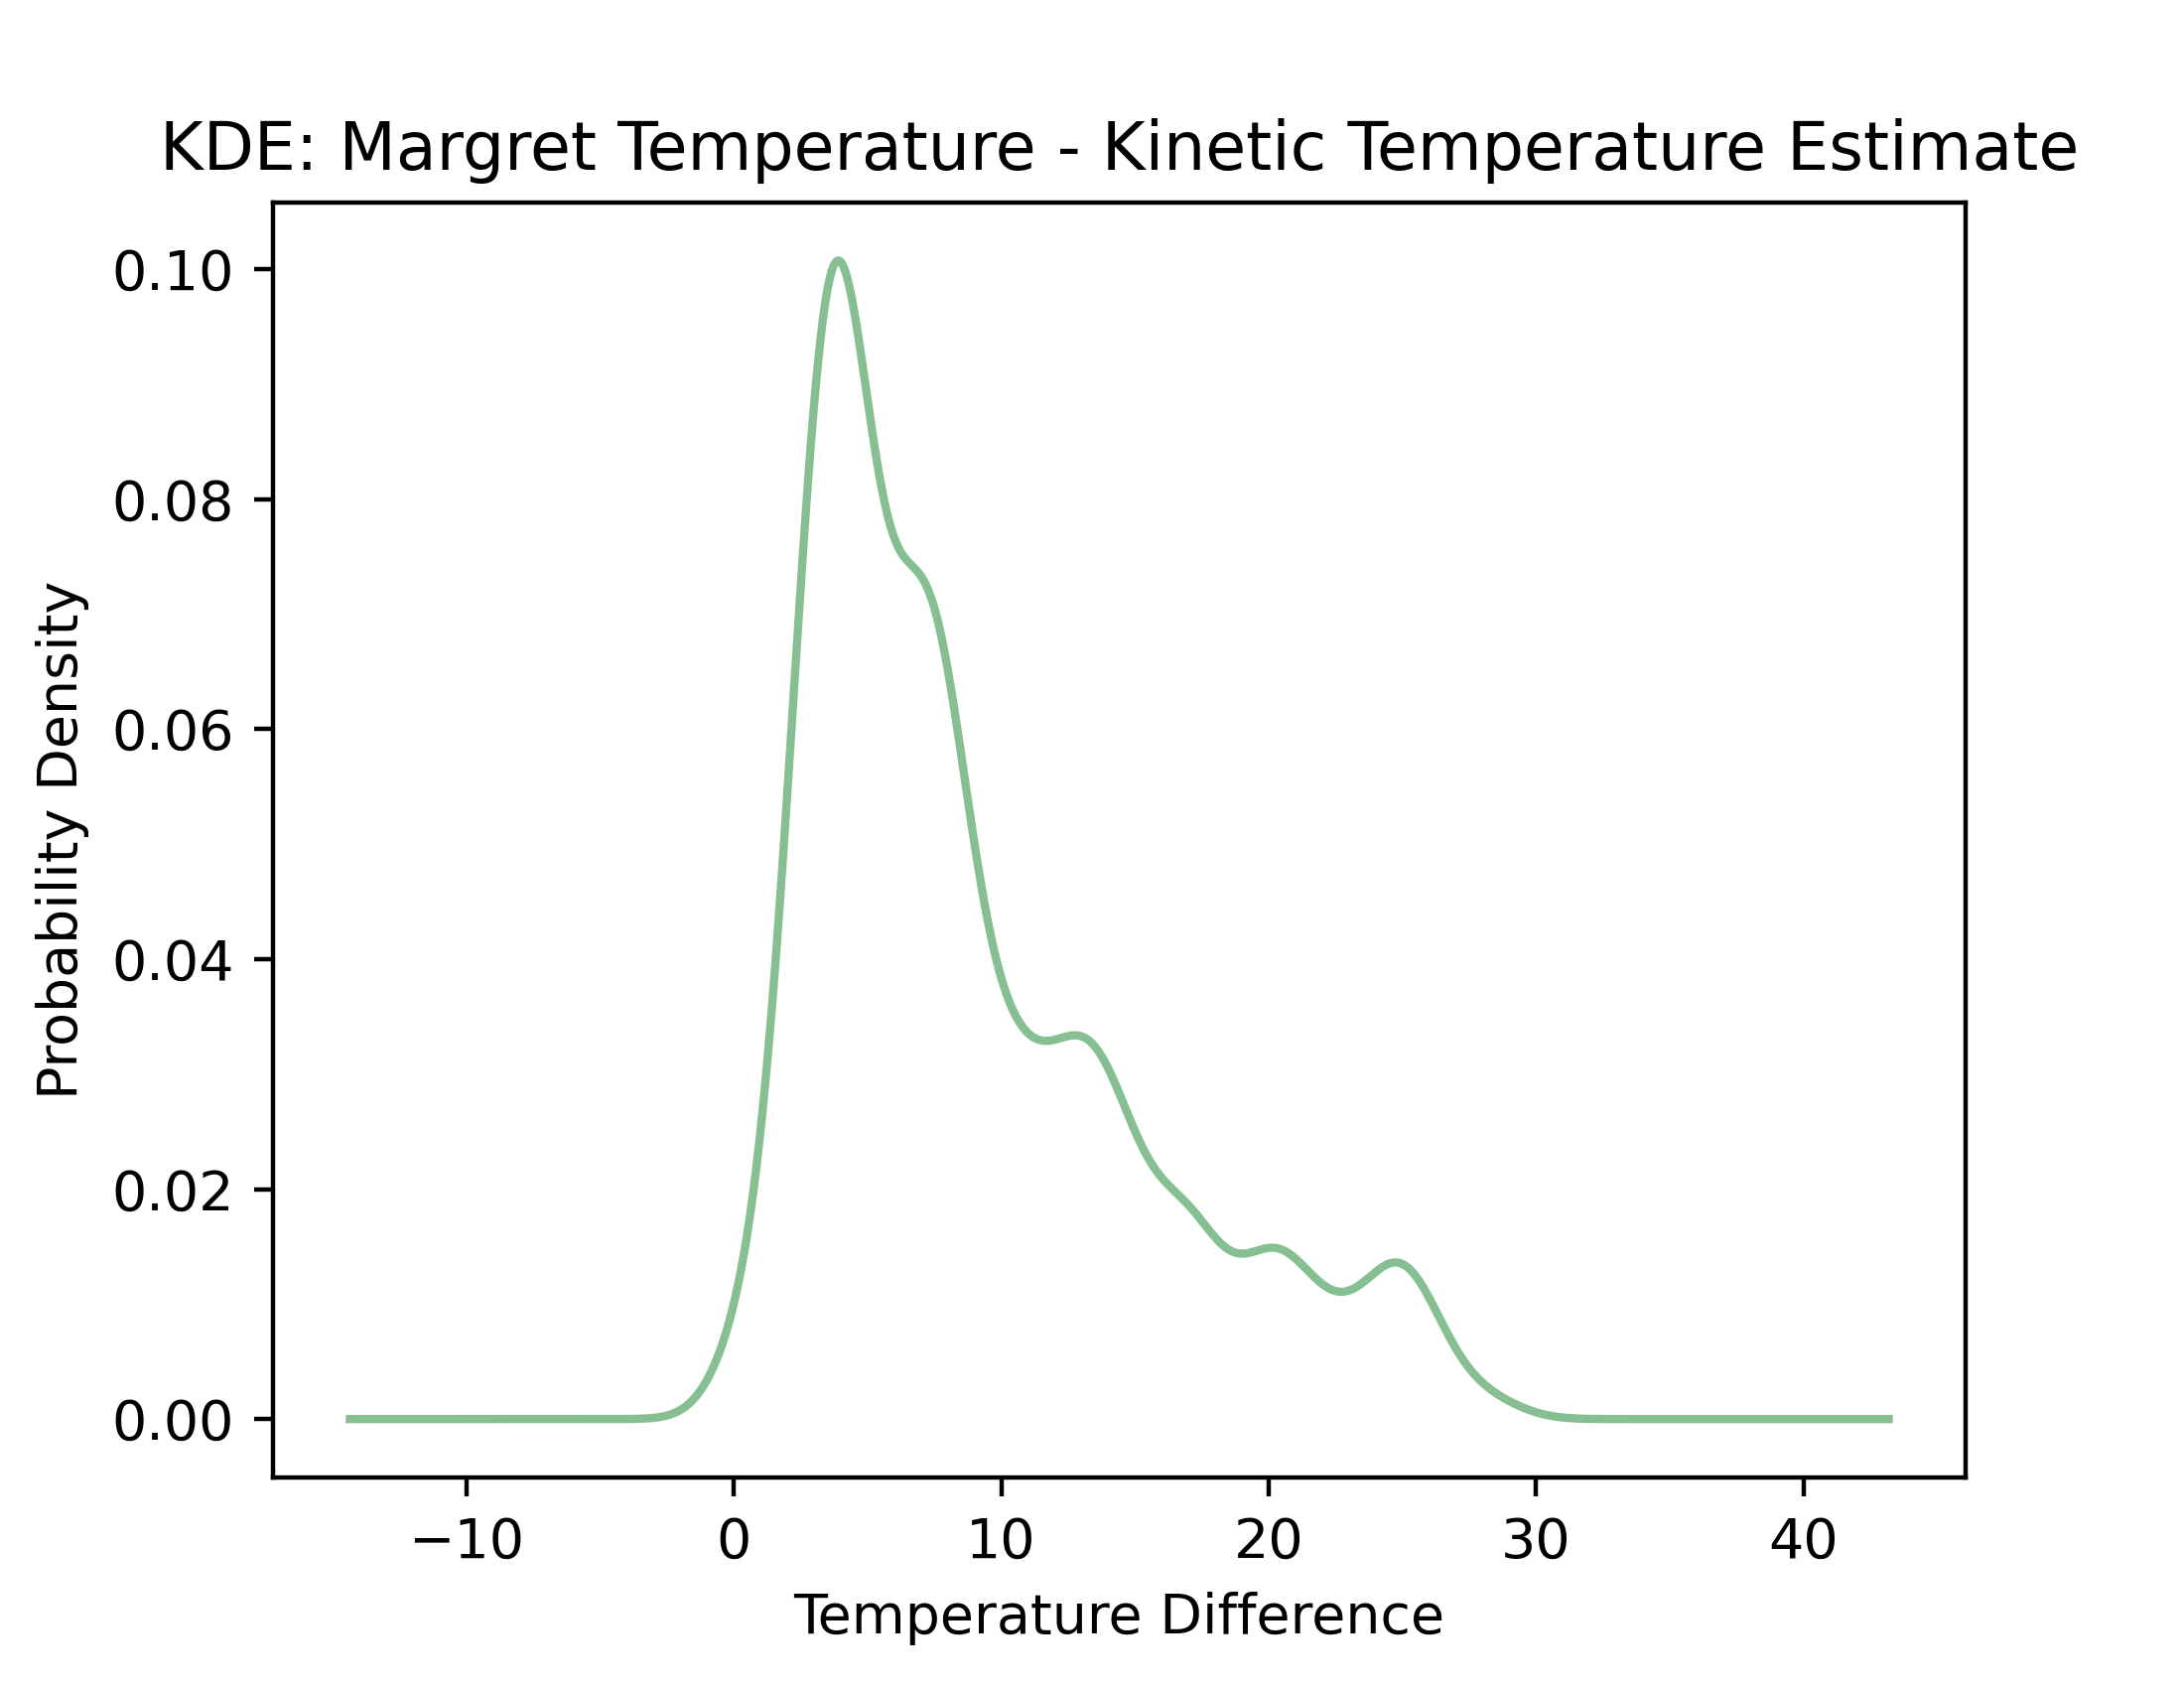 KDE: Margret Temperature - Kinetic Temperature Estimate
0.10
0.08
0.06
0.04
0.02
0.00
Probability Density
−10 0 10 20 30 40
Temperature Difference